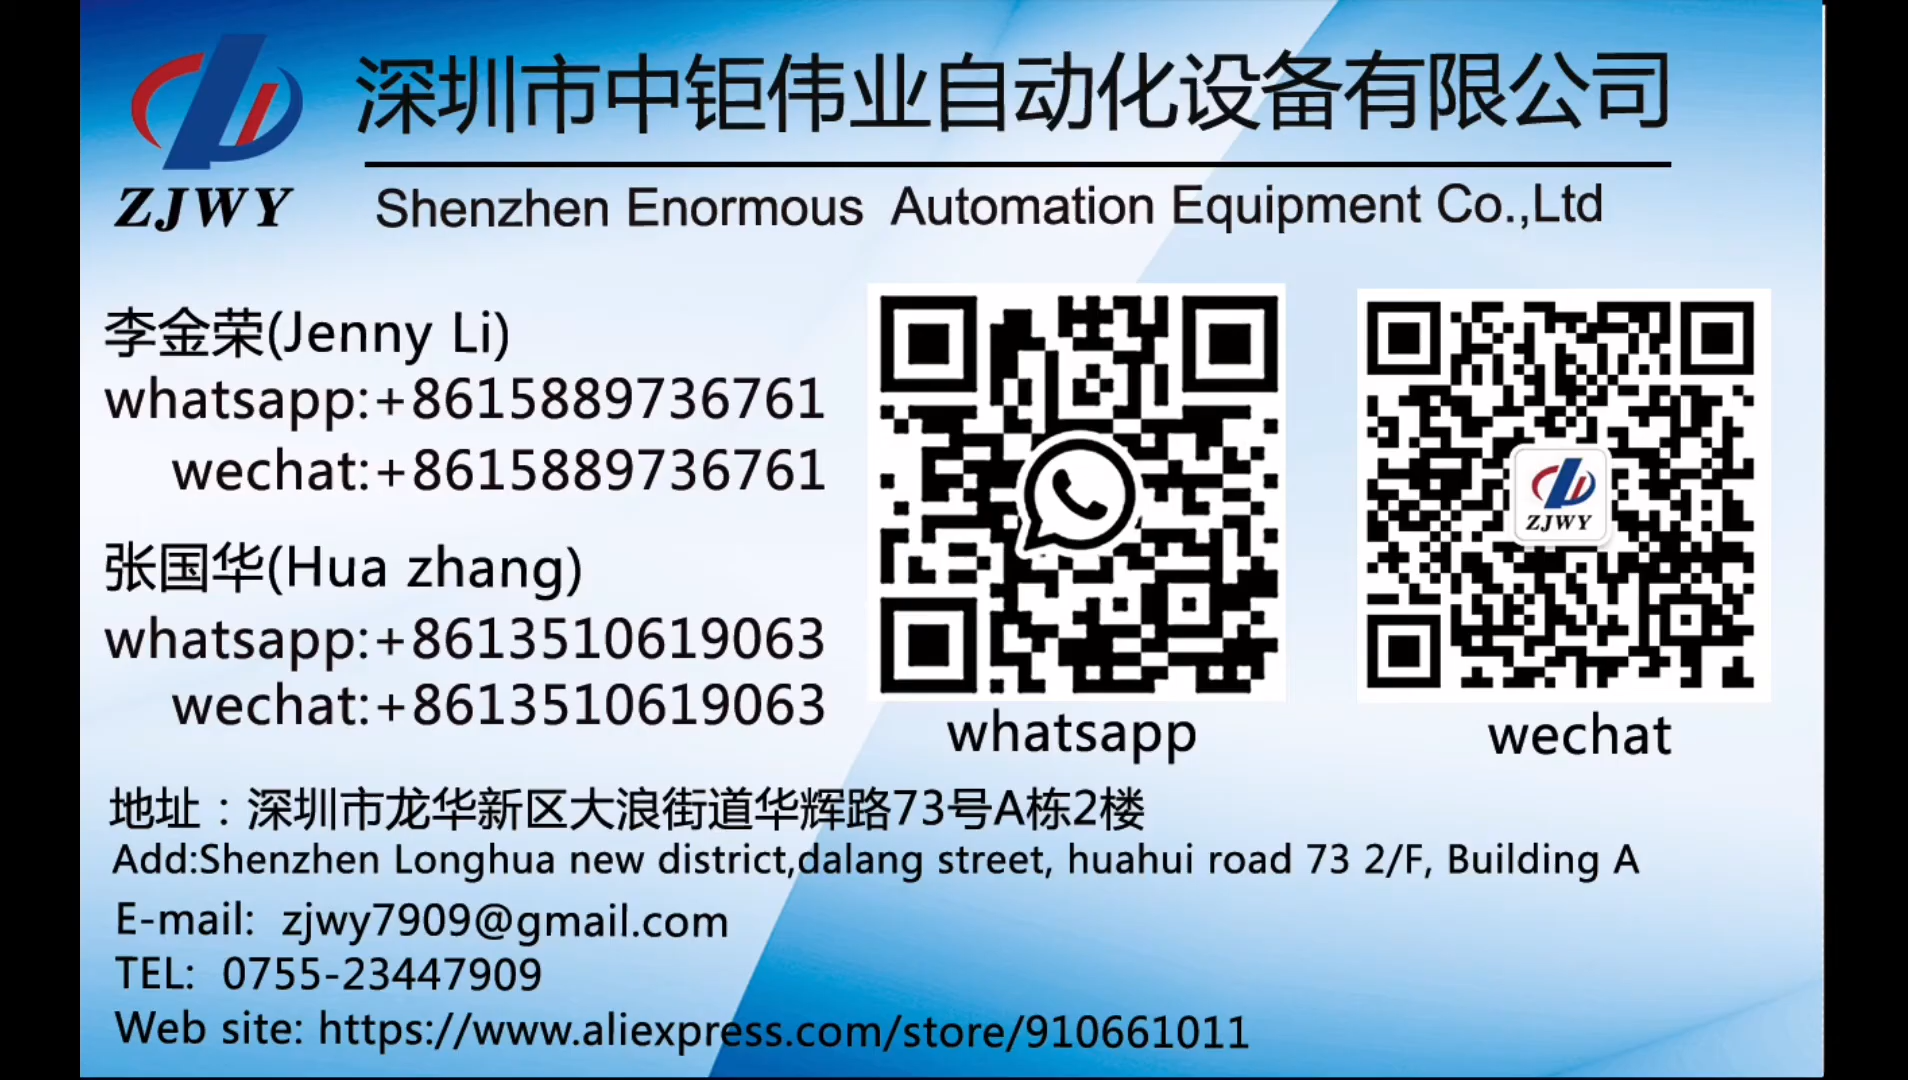 深圳市中钜伟业自动化设备有限公司
ZJWY
Shenzhen Enormous Automation Equipment Co.,Ltd
李金荣(Jenny Li)
whatsapp:+8615889736761
wechat:+8615889736761
张国华(Hua zhang)
whatsapp:+8613510619063
wechat:+8613510619063
ZJWY
whatsapp
wechat
地址：深圳市龙华新区大浪街道华辉路73号A栋2楼
Add:Shenzhen Longhua new district,dalang street, huahui road 73 2/F, Building A
E-mail: zjwy7909@gmail.com
TEL: 0755-23447909
Web site: https://www.aliexpress.com/store/910661011